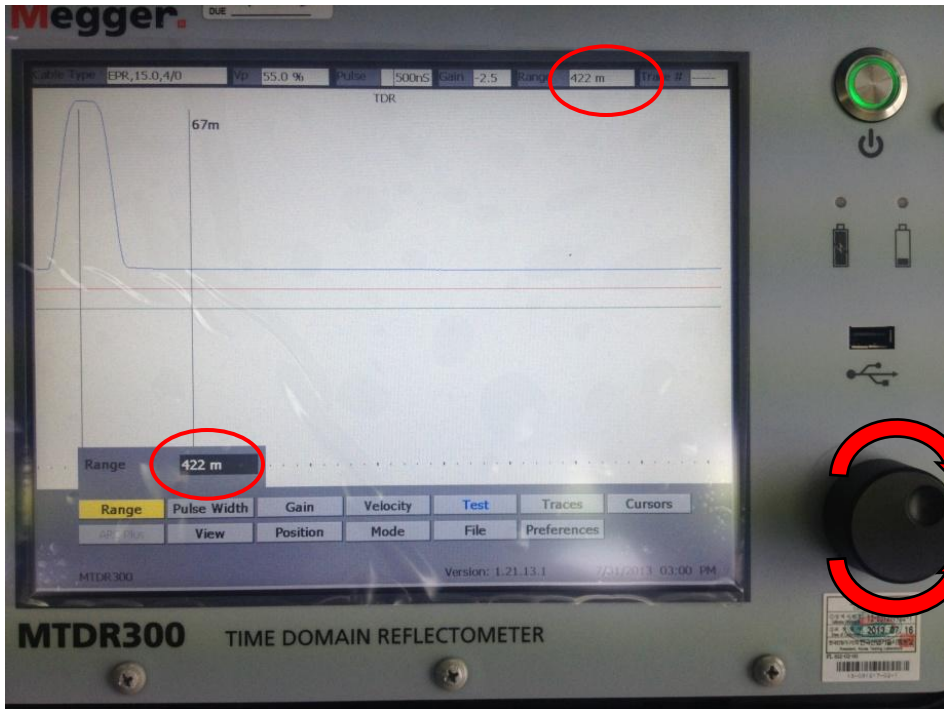 Megger.
DUE
Cable Type EPR,15.0,4/0 Vp 55.0 % Pulse 500nS Gain -2.5 Range 422 m Trace # -----
TDR
67m
Range 422 m
Range Pulse Width Gain Velocity Test Traces Cursors
View Position Mode File Preferences
MTDR300 Version: 1.21.13.1 7/31/2013 03:00 PM
MTDR300 TIME DOMAIN REFLECTOMETER